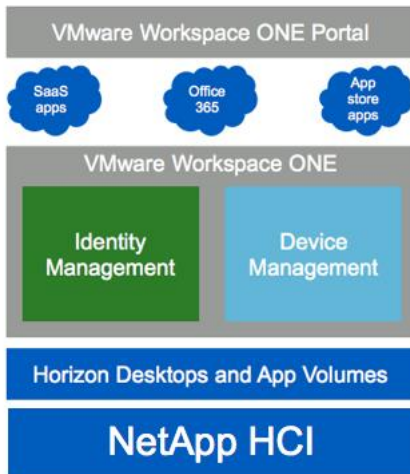 VMware Workspace ONE Portal
SaaS
apps
Office
365
App
store
apps
VMware Workspace ONE
Identity
Management
Device
Management
Horizon Desktops and App Volumes
NetApp HCI